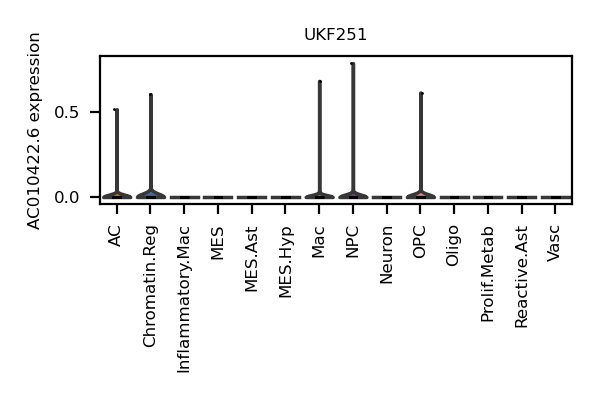 UKF251
AC010422.6 expression
0.5
0.0
AC
Chromatin.Reg
Inflammatory.Mac
MES
MES.Ast
MES.Hyp
Mac
NPC
Neuron
OPC
Oligo
Prolif.Metab
Reactive.Ast
Vasc